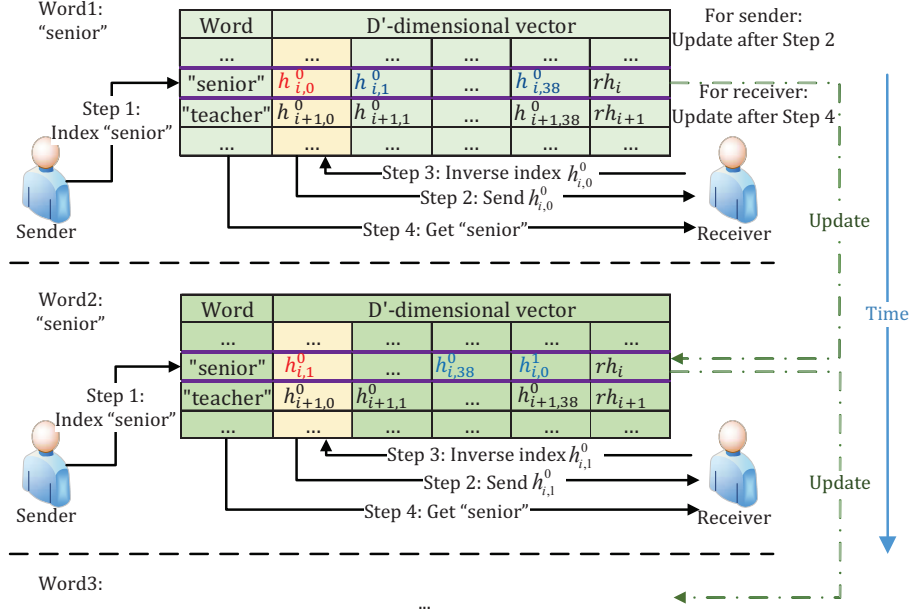 Word1:
“senior”
Word D'-dimensional vector
... ... ... ... ... ...
"senior" h^0_{i,0} h^0_{i,1} ... h^0_{i,38} rh_i
"teacher" h^0_{i+1,0} h^0_{i+1,1} ... h^0_{i+1,38} rh_{i+1}
... ... ... ... ...
For sender:
Update after Step 2
For receiver:
Update after Step 4
Step 1:
Index “senior”
Step 3: Inverse index h^0_{i,0}
Step 2: Send h^0_{i,0}
Step 4: Get “senior”
Sender
Receiver
Update
Time
Word2:
“senior”
Word D'-dimensional vector
... ... ... ... ... ...
"senior" h^0_{i,1} ... h^0_{i,38} h^1_{i,0} rh_i
"teacher" h^0_{i+1,0} h^0_{i+1,1} ... h^0_{i+1,38} rh_{i+1}
... ... ... ... ...
Step 1:
Index “senior”
Step 3: Inverse index h^0_{i,1}
Step 2: Send h^0_{i,1}
Step 4: Get “senior”
Sender
Receiver
Update
Word3:
...